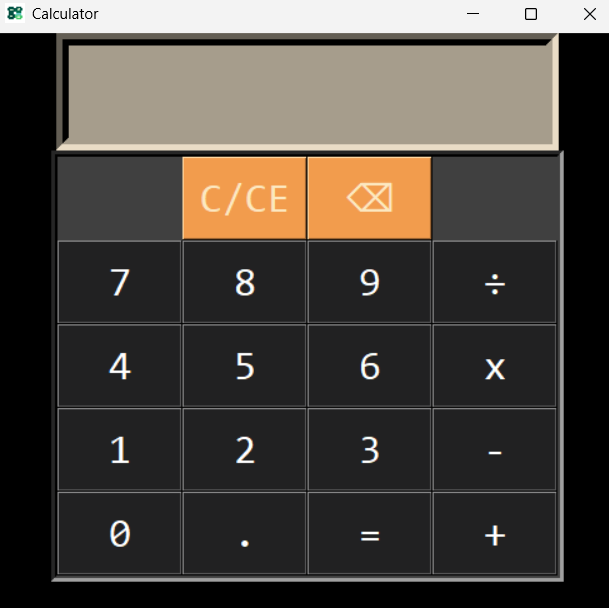 Calculator
C/CE ⌫
7 8 9 ÷
4 5 6 x
1 2 3 -
0 . = +